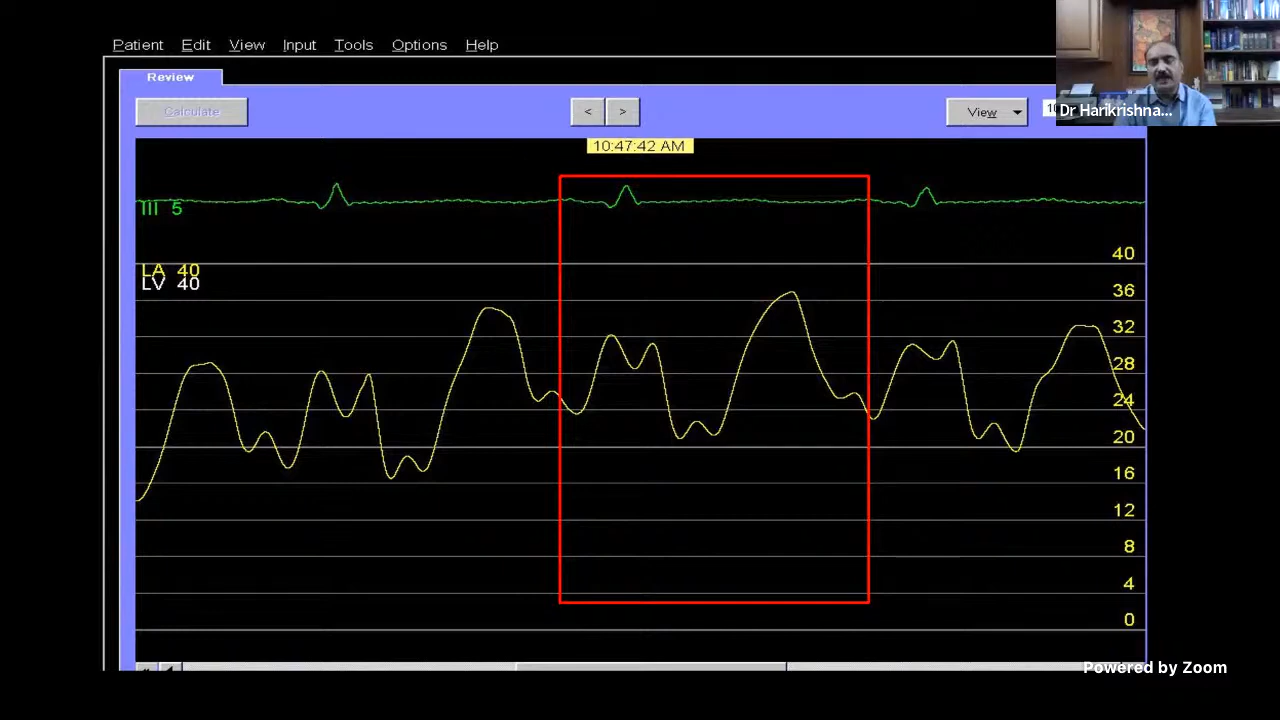 Patient Edit View Input Tools Options Help
Review
Calculate < > View
Dr Harikrishna...
10:47:42 AM
III 5
LA 40
LV 40
40
36
32
28
24
20
16
12
8
4
0
Powered by Zoom